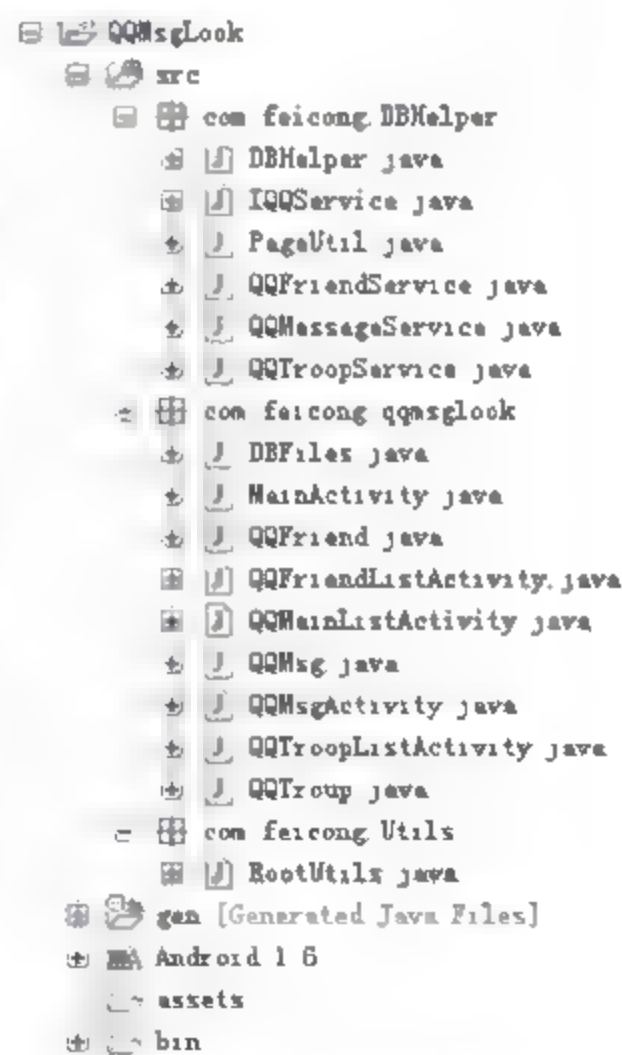 QQMsgLook
src
com feicong DBHelper
DBHelper java
IQQService java
PageUtil java
QQFriendService java
QQMessageService java
QQTroopService java
com feicong qqmsglook
DBFiles java
MainActivity java
QQFriend java
QQFriendListActivity.java
QQMainListActivity java
QQMsg java
QQMsgActivity java
QQTroopListActivity java
QQTroup java
com feicong Utils
RootUtils java
gen [Generated Java Files]
Android 1 6
assets
bin